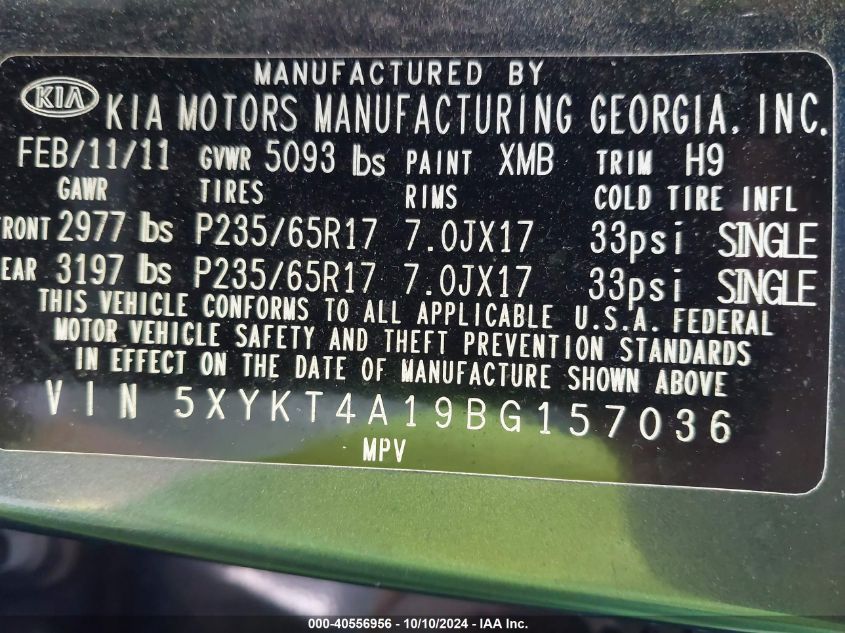 MANUFACTURED BY
KIA KIA MOTORS MANUFACTURING GEORGIA, INC.
FEB/11/11 GVWR 5093 lbs PAINT XMB TRIM H9
GAWR TIRES RIMS COLD TIRE INFL
RONT 2977 lbs P235/65R17 7.0JX17 33psi SINGLE
EAR 3197 lbs P235/65R17 7.0JX17 33psi SINGLE
THIS VEHICLE CONFORMS TO ALL APPLICABLE U.S.A. FEDERAL
MOTOR VEHICLE SAFETY AND THEFT PREVENTION STANDARDS
IN EFFECT ON THE DATE OF MANUFACTURE SHOWN ABOVE
VIN 5XYKT4A19BG157036
MPV
000-40556956 - 10/10/2024 - IAA Inc.